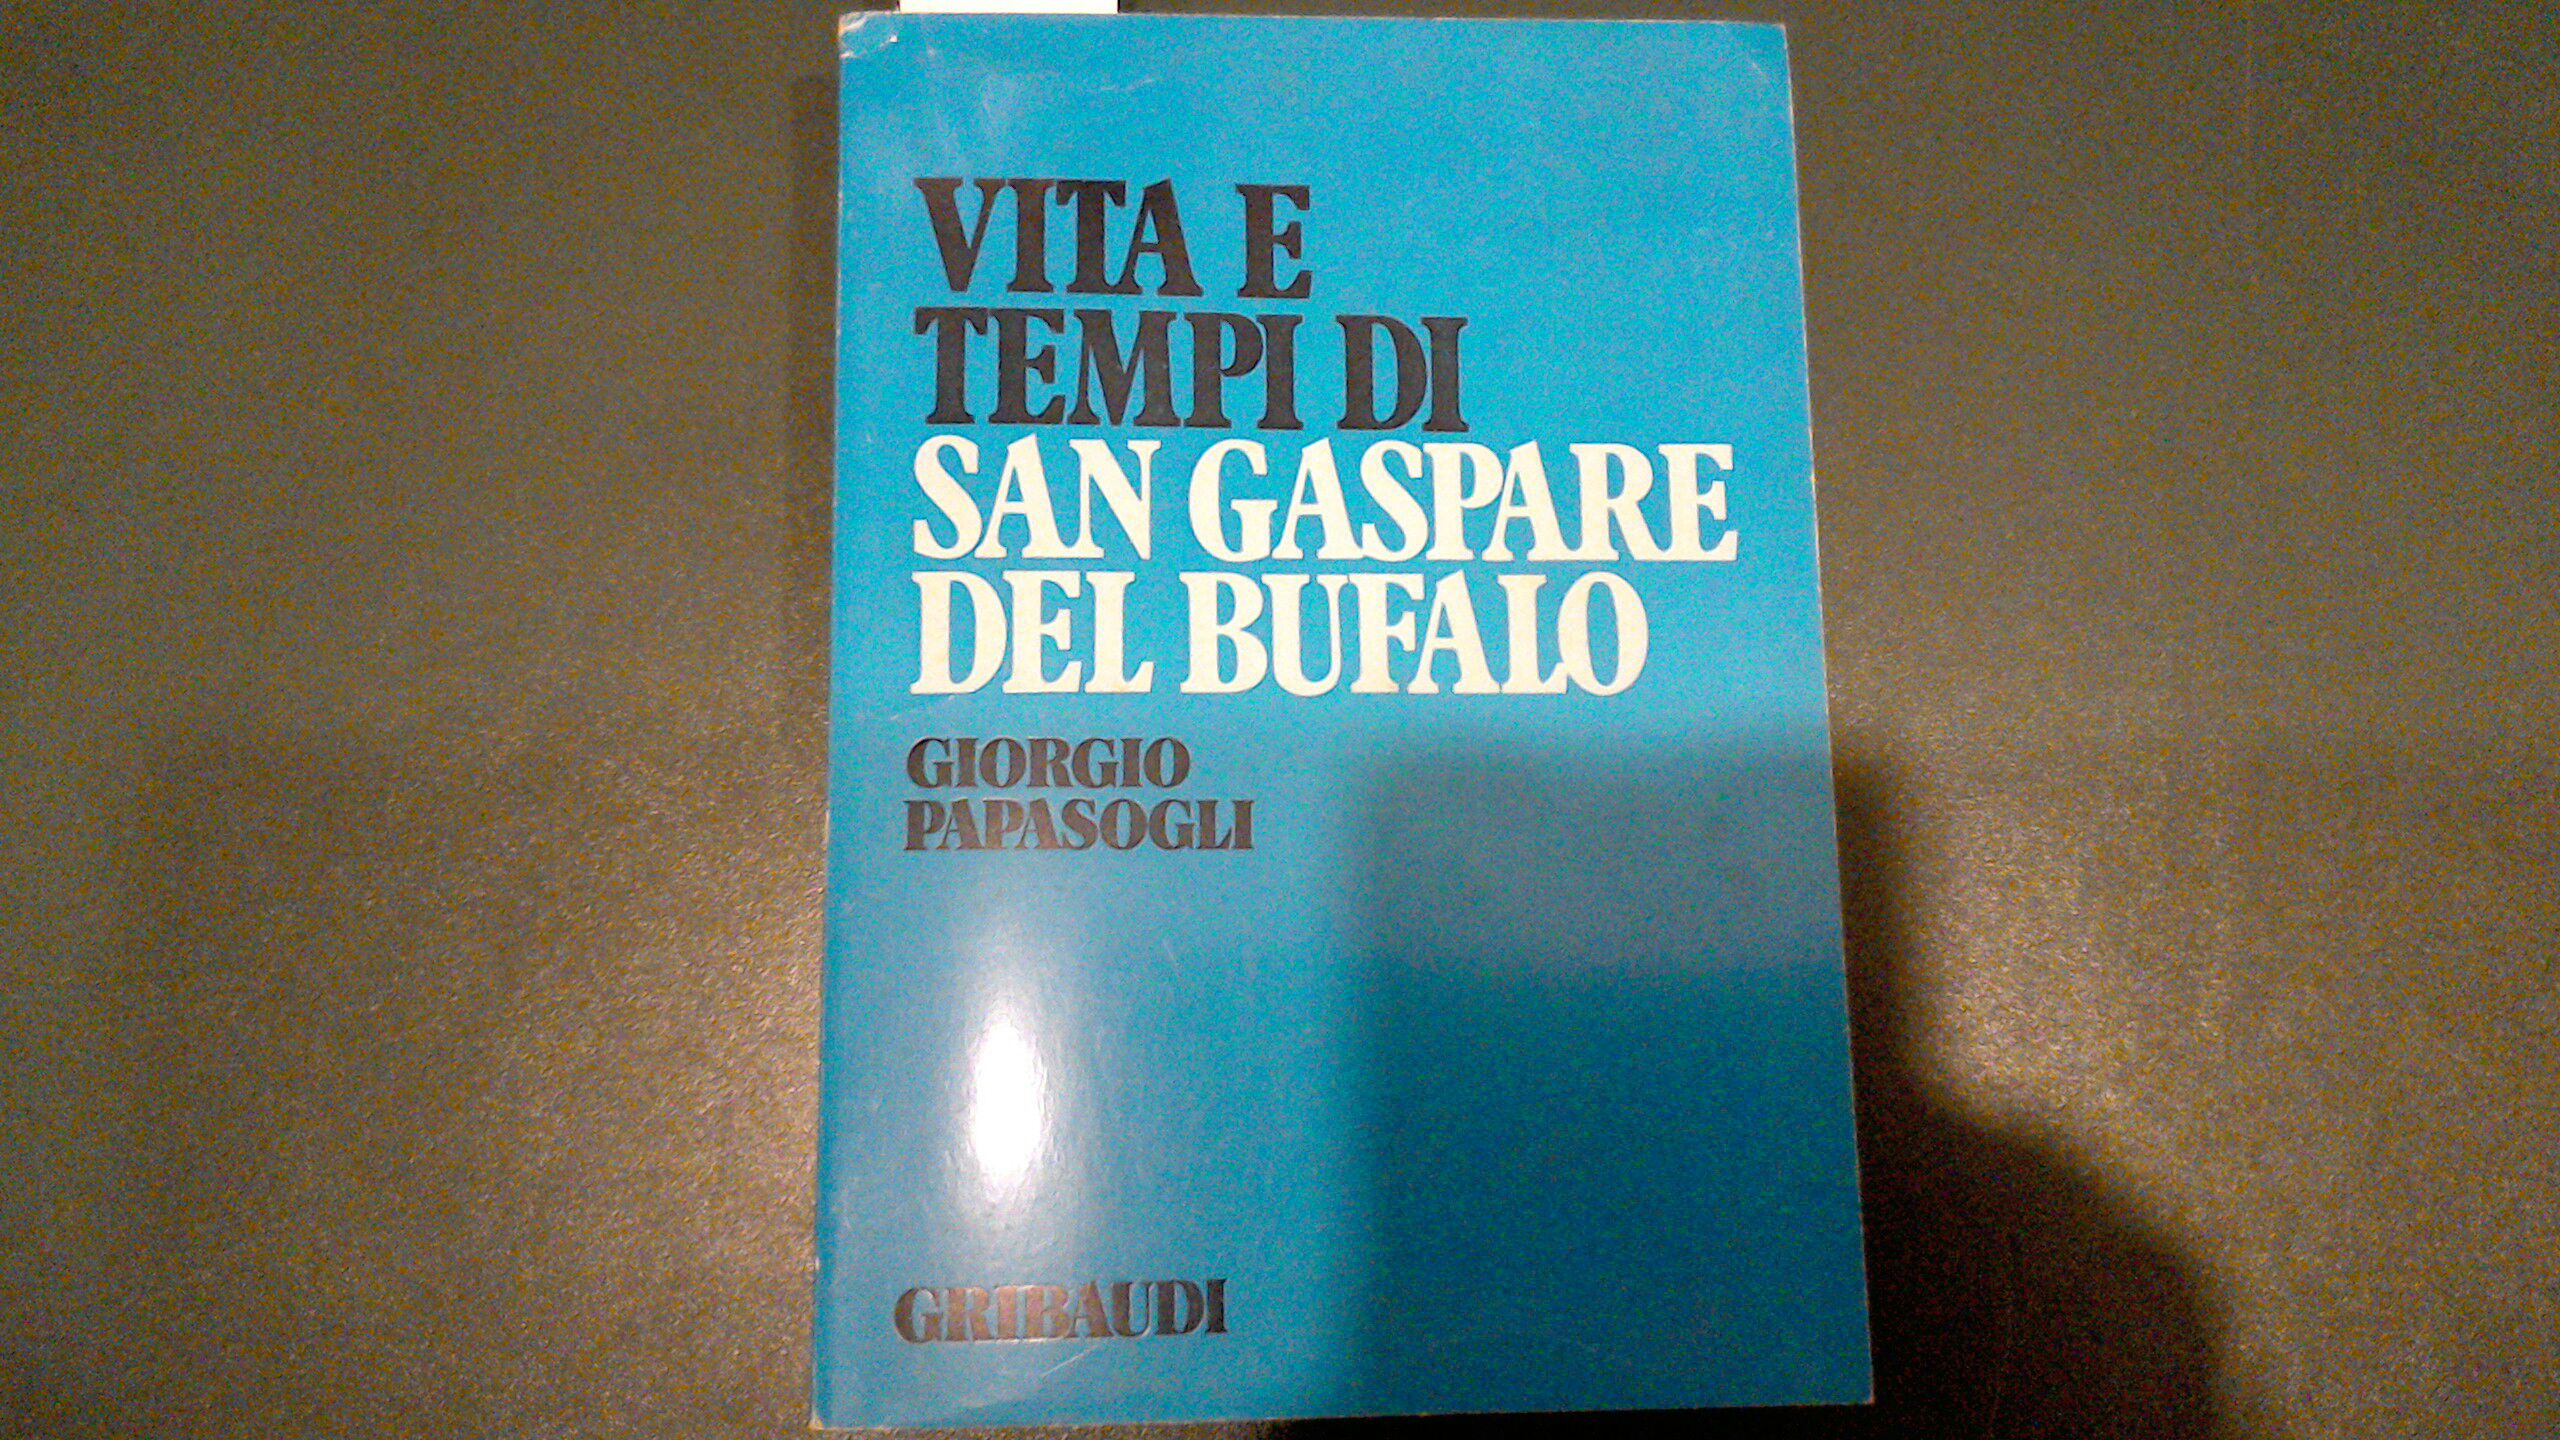 VITA E
TEMPI DI
SAN GASPARE
DEL BUFALO
GIORGIO
PAPASOGLI
GRIBAUDI